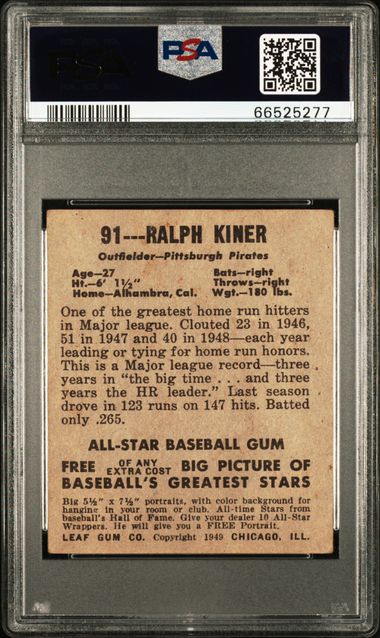 PSA
PSA
66525277
91---RALPH KINER
Outfielder—Pittsburgh Pirates
Age—27 Bats—right
Ht.—6' 1½" Throws—right
Home—Alhambra, Cal. Wgt.—180 lbs.
One of the greatest home run hitters
in Major league. Clouted 23 in 1946,
51 in 1947 and 40 in 1948—each year
leading or tying for home run honors.
This is a Major league record—three
years in "the big time . . . and three
years the HR leader." Last season
drove in 123 runs on 147 hits. Batted
only .265.
ALL-STAR BASEBALL GUM
FREE OF ANY EXTRA COST BIG PICTURE OF
BASEBALL'S GREATEST STARS
Big 5½" x 7½" portraits, with color background for
hanging in your room or club. All-time Stars from
baseball's Hall of Fame. Give your dealer 10 All-Star
Wrappers. He will give you a FREE Portrait.
LEAF GUM CO. Copyright 1949 CHICAGO, ILL.